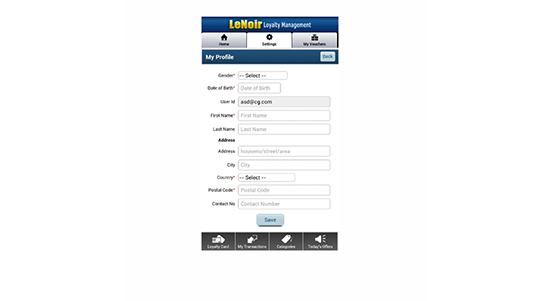 LeNoir Loyalty Management
Home Settings My Vouchers
My Profile Back
Gender* -- Select --
Date of Birth* Date of Birth
User Id asd@cg.com
First Name* First Name
Last Name Last Name
Address
Address houseno/street/area
City City
Country* -- Select --
Postal Code* Postal Code
Contact No Contact Number
Save
Loyalty Card My Transactions Categories Today's Offers